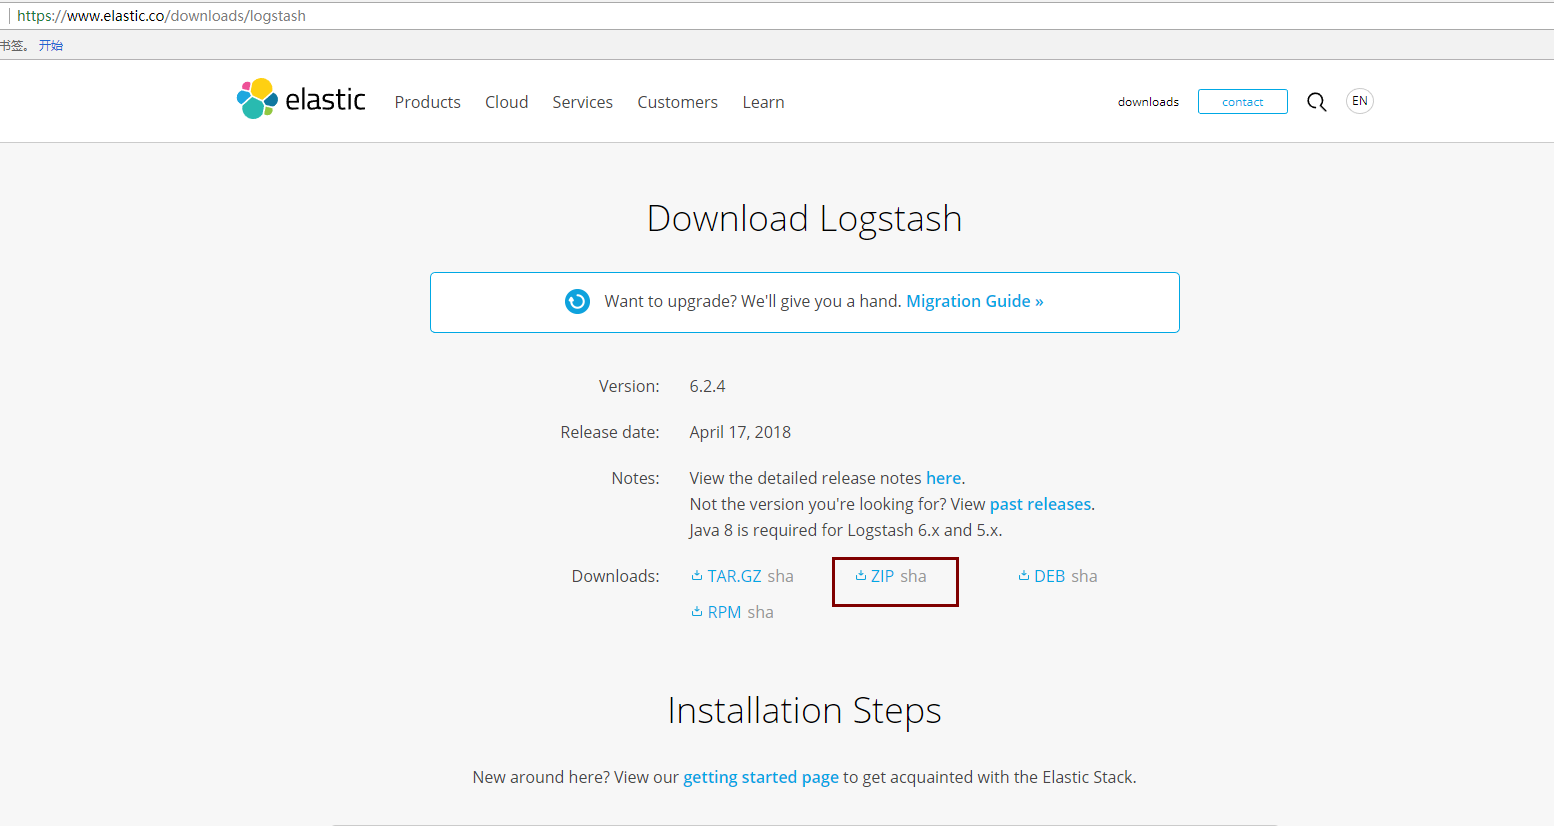 https://www.elastic.co/downloads/logstash
书签。 开始
elastic Products Cloud Services Customers Learn downloads contact EN
Download Logstash
Want to upgrade? We'll give you a hand. Migration Guide »
Version: 6.2.4
Release date: April 17, 2018
Notes: View the detailed release notes here.
Not the version you're looking for? View past releases.
Java 8 is required for Logstash 6.x and 5.x.
Downloads: TAR.GZ sha ZIP sha DEB sha
RPM sha
Installation Steps
New around here? View our getting started page to get acquainted with the Elastic Stack.